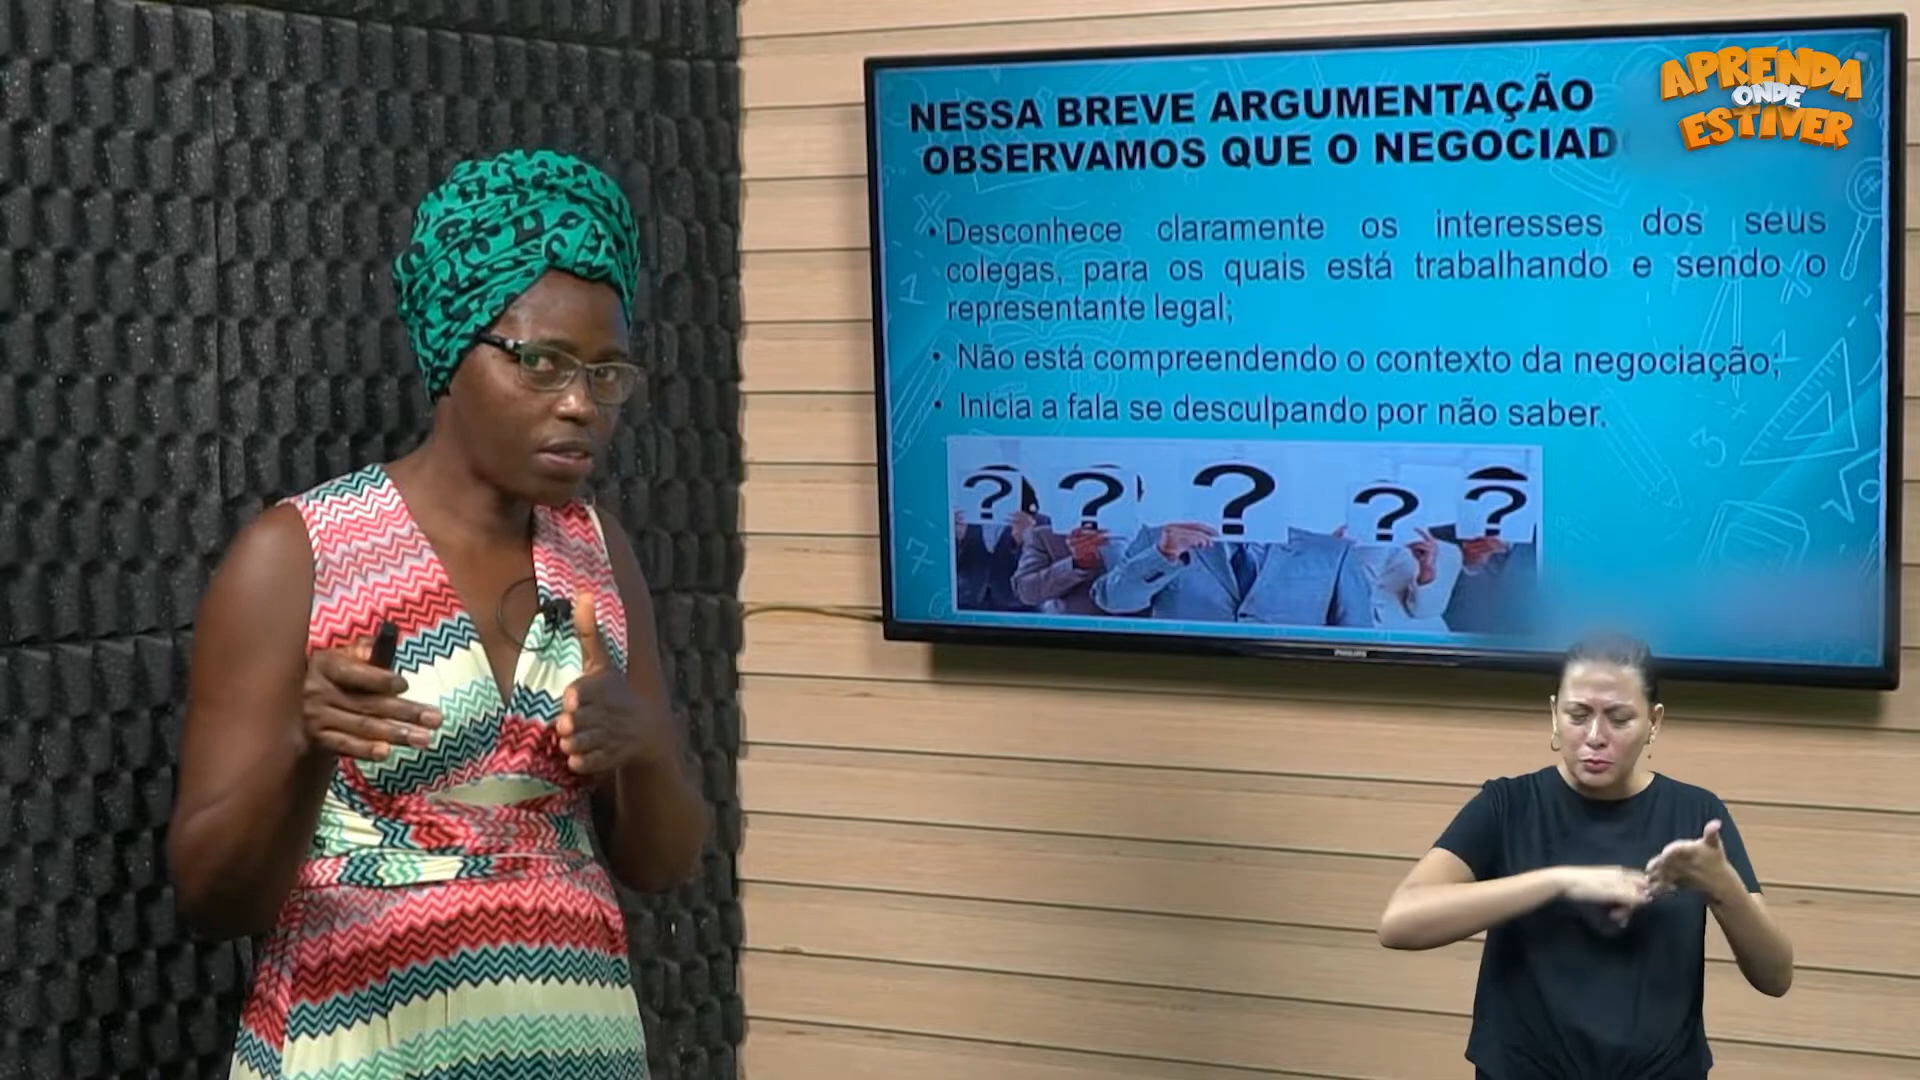 APRENDA
ONDE
ESTIVER
NESSA BREVE ARGUMENTAÇÃO
OBSERVAMOS QUE O NEGOCIAD
• Desconhece claramente os interesses dos seus
colegas, para os quais está trabalhando e sendo o
representante legal;
• Não está compreendendo o contexto da negociação;
• Inicia a fala se desculpando por não saber.
? ? ? ? ?
PHILIPS